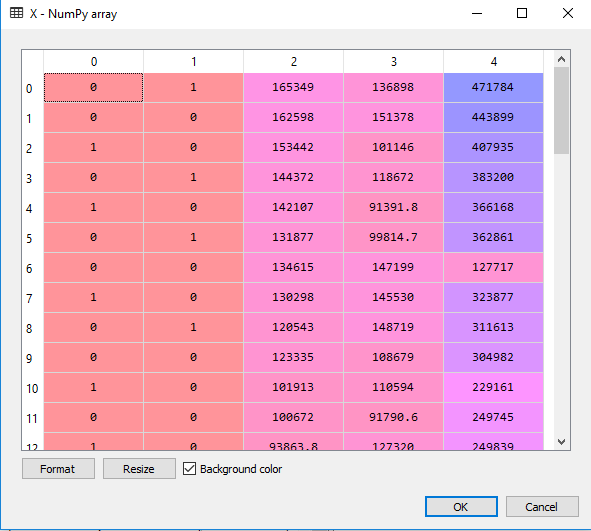 X - NumPy array
0 1 2 3 4
0 0 1 165349 136898 471784
1 0 0 162598 151378 443899
2 1 0 153442 101146 407935
3 0 1 144372 118672 383200
4 1 0 142107 91391.8 366168
5 0 1 131877 99814.7 362861
6 0 0 134615 147199 127717
7 1 0 130298 145530 323877
8 0 1 120543 148719 311613
9 0 0 123335 108679 304982
10 1 0 101913 110594 229161
11 0 0 100672 91790.6 249745
12 1 0 93863.8 127320 249839
Format Resize Background color
OK Cancel